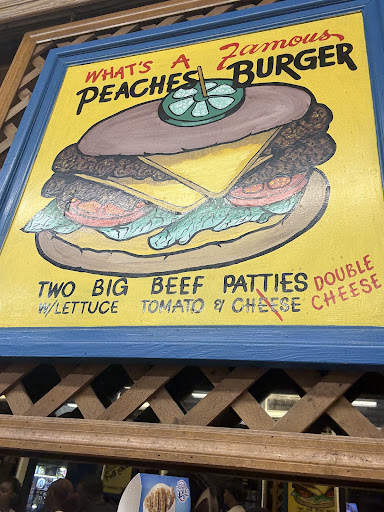 WHAT'S A Famous
PEACHES BURGER
TWO BIG BEEF PATTIES DOUBLE
W/LETTUCE TOMATO & CHEESE CHEESE